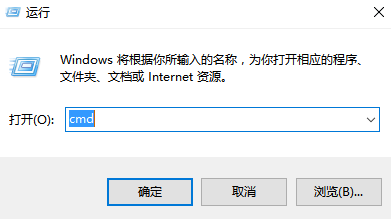 运行
Windows 将根据你所输入的名称，为你打开相应的程序、
文件夹、文档或 Internet 资源。
打开(O): cmd
确定 取消 浏览(B)...